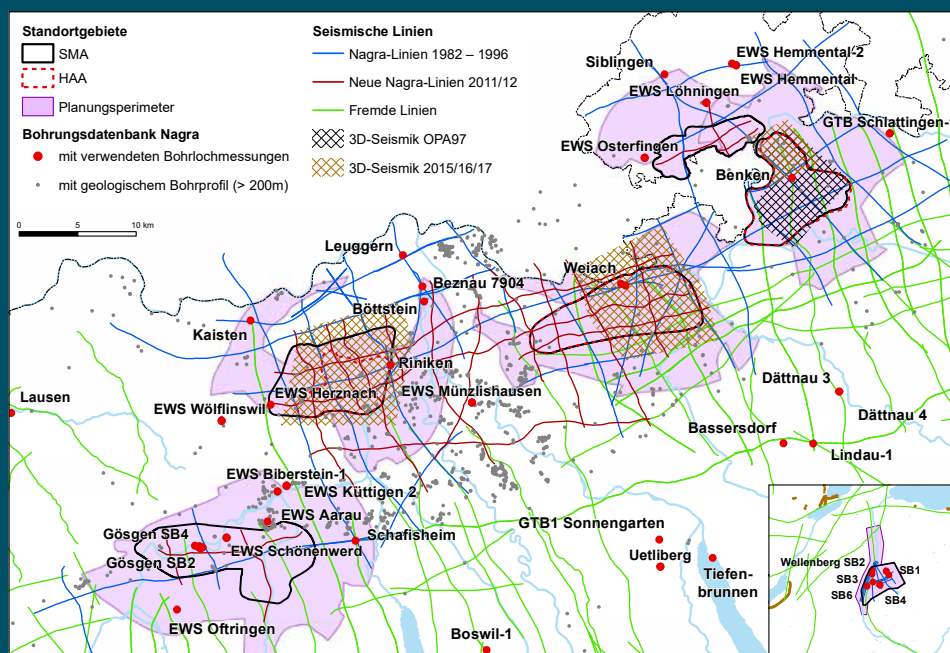 Standortgebiete
SMA
HAA
Planungsperimeter
Bohrungsdatenbank Nagra
mit verwendeten Bohrlochmessungen
mit geologischem Bohrprofil (> 200m)
0 5 10 km
Seismische Linien
Nagra-Linien 1982 – 1996
Neue Nagra-Linien 2011/12
Fremde Linien
3D-Seismik OPA97
3D-Seismik 2015/16/17
EWS Hemmental-2
Siblingen
EWS Hemmental
EWS Löhningen
GTB Schlattingen-
EWS Osterfingen
Benken
Leuggern
Weiach
Beznau 7904
Böttstein
Kaisten
Riniken
EWS Herznach
EWS Münzlishausen
Lausen
EWS Wölflinswil
Dättnau 3
Dättnau 4
Bassersdorf
Lindau-1
EWS Biberstein-1
EWS Küttigen 2
EWS Aarau
Gösgen SB4
Schafisheim
EWS Schönenwerd
Gösgen SB2
GTB1 Sonnengarten
Uetliberg
Tiefen-
brunnen
EWS Oftringen
Boswil-1
Wellenberg SB2
SB1
SB3
SB6
SB4